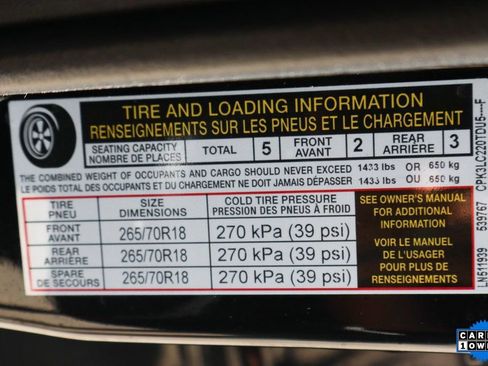 TIRE AND LOADING INFORMATION
RENSEIGNEMENTS SUR LES PNEUS ET LE CHARGEMENT
SEATING CAPACITY TOTAL 5 FRONT 2 REAR 3
NOMBRE DE PLACES AVANT ARRIÈRE
THE COMBINED WEIGHT OF OCCUPANTS AND CARGO SHOULD NEVER EXCEED 1433 lbs OR 650 kg
LE POIDS TOTAL DES OCCUPANTS ET DU CHARGEMENT NE DOIT JAMAIS DÉPASSER 1433 lbs OU 650 kg
TIRE SIZE COLD TIRE PRESSURE
PNEU DIMENSIONS PRESSION DES PNEUS À FROID
FRONT
AVANT 265/70R18 270 kPa (39 psi)
REAR
ARRIÈRE 265/70R18 270 kPa (39 psi)
SPARE
DE SECOURS 265/70R18 270 kPa (39 psi)
SEE OWNER'S MANUAL
FOR ADDITIONAL
INFORMATION
VOIR LE MANUEL
DE L'USAGER
POUR PLUS DE
RENSEIGNEMENTS
LN511939 539767 CPK3LC220TDU5----F
1